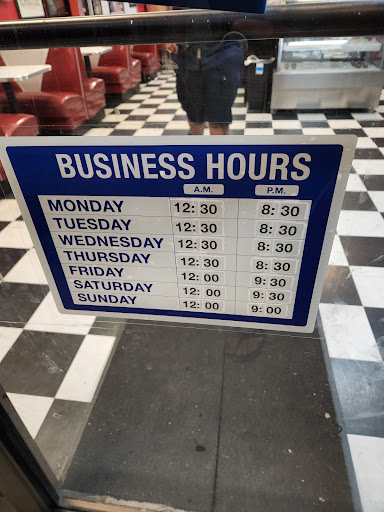 BUSINESS HOURS
A.M. P.M.
MONDAY 12: 30 8: 30
TUESDAY 12: 30 8: 30
WEDNESDAY 12: 30 8: 30
THURSDAY 12: 30 8: 30
FRIDAY 12: 00 9: 30
SATURDAY 12: 00 9: 30
SUNDAY 12: 00 9: 00